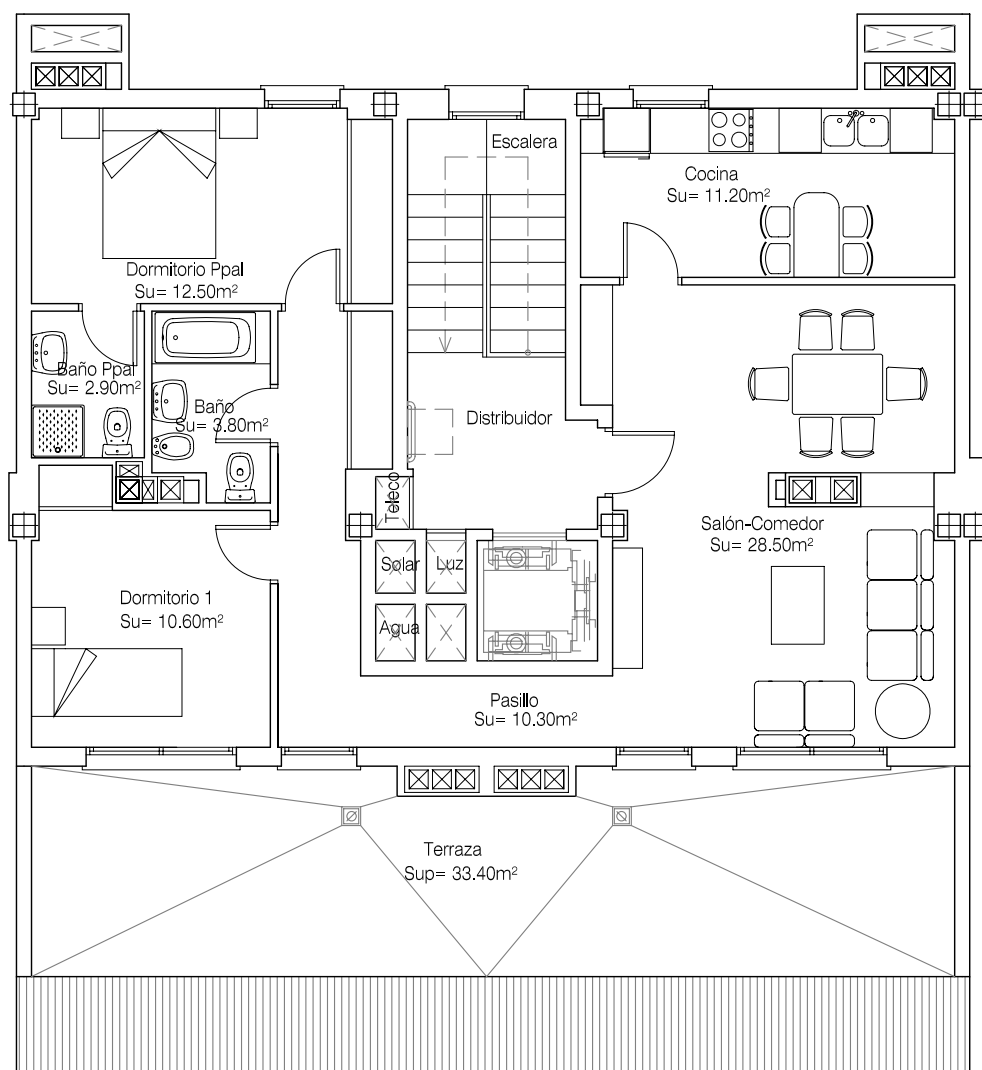 Escalera
Cocina
Su= 11.20m²
Dormitorio Ppal
Su= 12.50m²
Baño Ppal
Su= 2.90m²
Baño
Su= 3.80m²
Distribuidor
Teleco
Salón-Comedor
Su= 28.50m²
Solar
Luz
Agua
Dormitorio 1
Su= 10.60m²
Pasillo
Su= 10.30m²
Terraza
Sup= 33.40m²